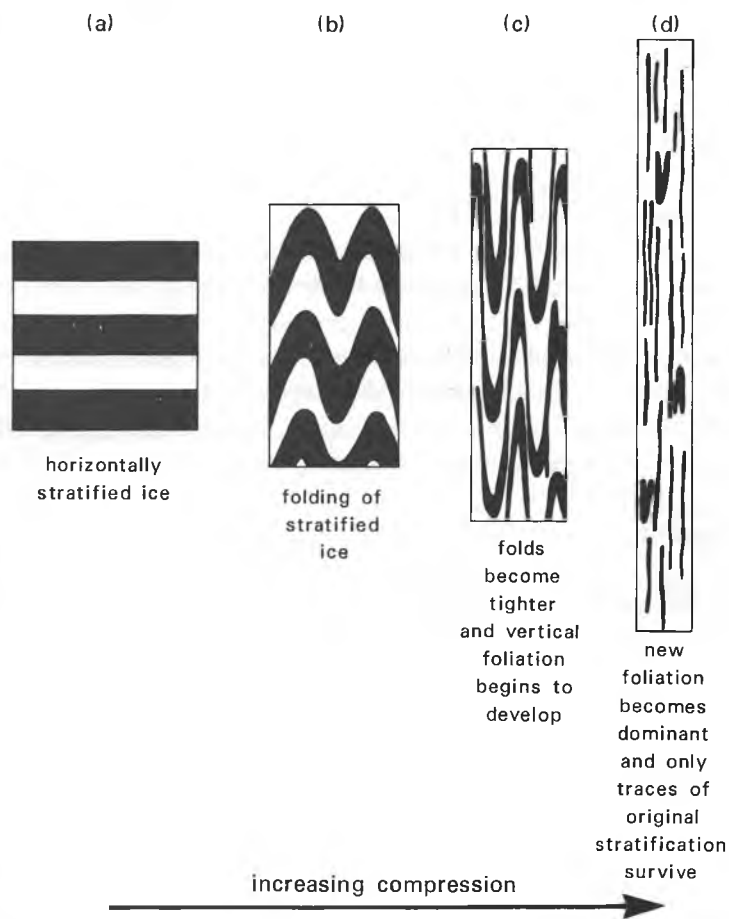 (a)
(b)
(c)
(d)
horizontally
stratified ice
folding of
stratified
ice
folds
become
tighter
and vertical
foliation
begins to
develop
new
foliation
becomes
dominant
and only
traces of
original
stratification
survive
increasing compression